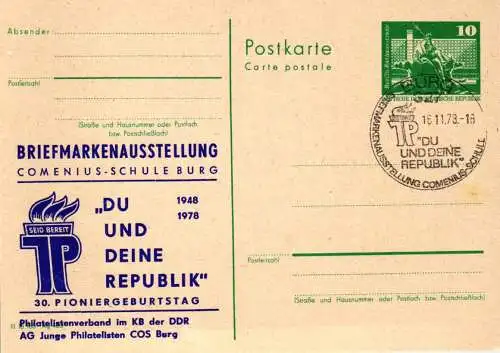 Absender
Postleitzahl
(Straße und Hausnummer oder Postfach
bzw. Postschließfach)
BRIEFMARKENAUSSTELLUNG
COMENIUS-SCHULE BURG
SEID BEREIT
JP
„DU
UND
DEINE
REPUBLIK"
1948
1978
30. PIONIERGEBURTSTAG
Philatelistenverband im KB der DDR
AG Junge Philatelisten COS Burg
Postkarte
Carte postale
10
DEUTSCHE DEMOKRATISCHE REPUBLIK
BURG
16.11.78.-18
JP
"DU
UND DEINE
REPUBLIK"
BRIEFMARKENAUSSTELLUNG COMENIUS-SCHULE
Postleitzahl
(Straße und Hausnummer oder Postfach bzw. Postschließfach)